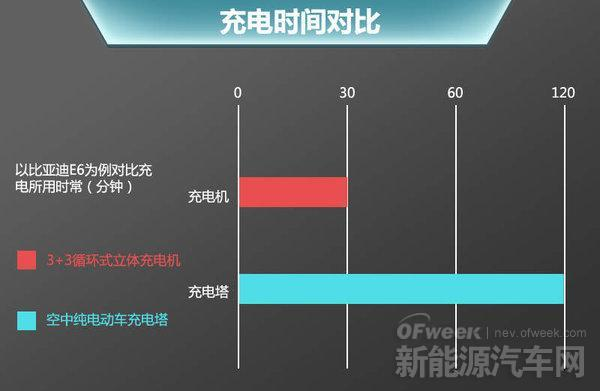 充电时间对比
0 30 60 120
以比亚迪E6为例对比充
电所用时常（分钟）
充电机
3+3循环式立体充电机
充电塔
空中纯电动车充电塔
OFweek | nev.ofweek.com
新能源汽车网